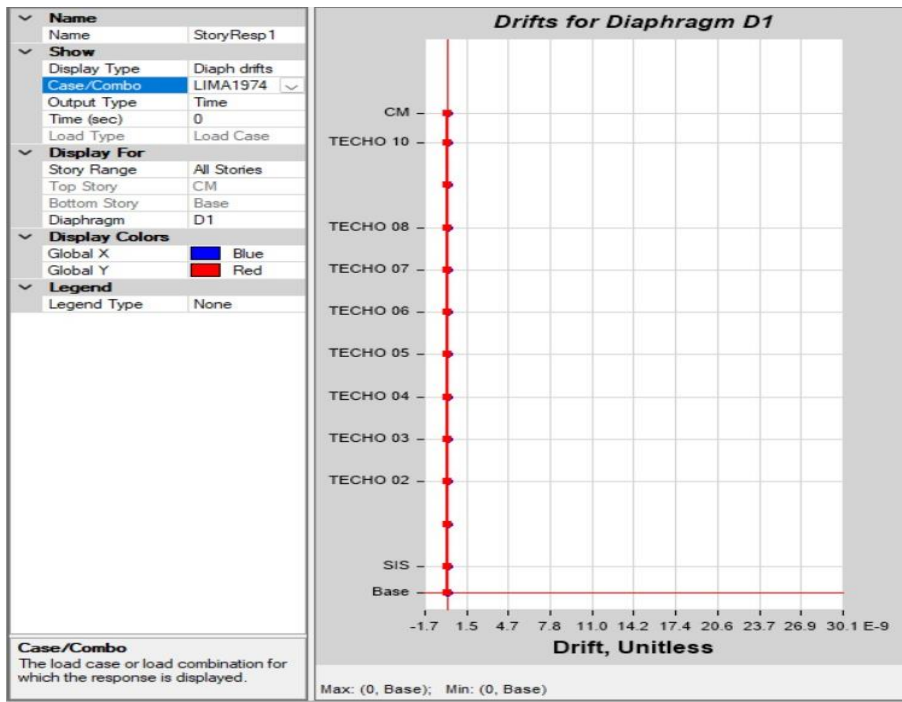 Name
Name StoryResp1
Show
Display Type Diaph drifts
Case/Combo LIMA1974
Output Type Time
Time (sec) 0
Load Type Load Case
Display For
Story Range All Stories
Top Story CM
Bottom Story Base
Diaphragm D1
Display Colors
Global X Blue
Global Y Red
Legend
Legend Type None
Case/Combo
The load case or load combination for
which the response is displayed.
Drifts for Diaphragm D1
CM
TECHO 10
TECHO 08
TECHO 07
TECHO 06
TECHO 05
TECHO 04
TECHO 03
TECHO 02
SIS
Base
-1.7 1.5 4.7 7.8 11.0 14.2 17.4 20.6 23.7 26.9 30.1 E-9
Drift, Unitless
Max: (0, Base); Min: (0, Base)